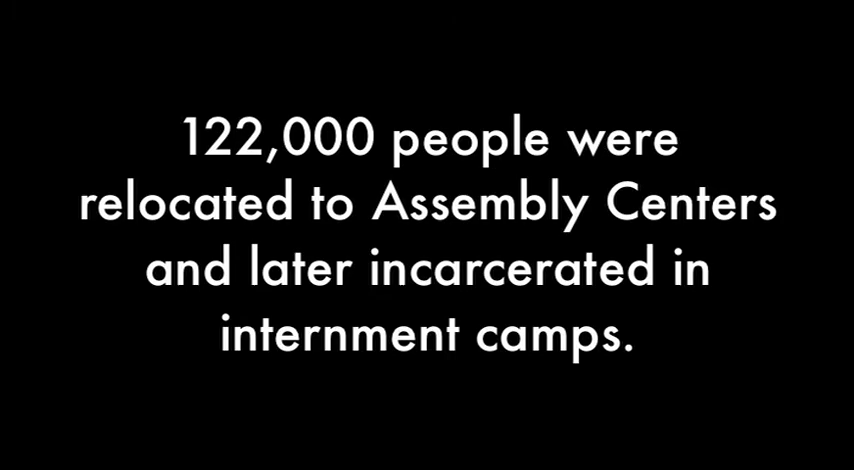 122,000 people were
relocated to Assembly Centers
and later incarcerated in
internment camps.